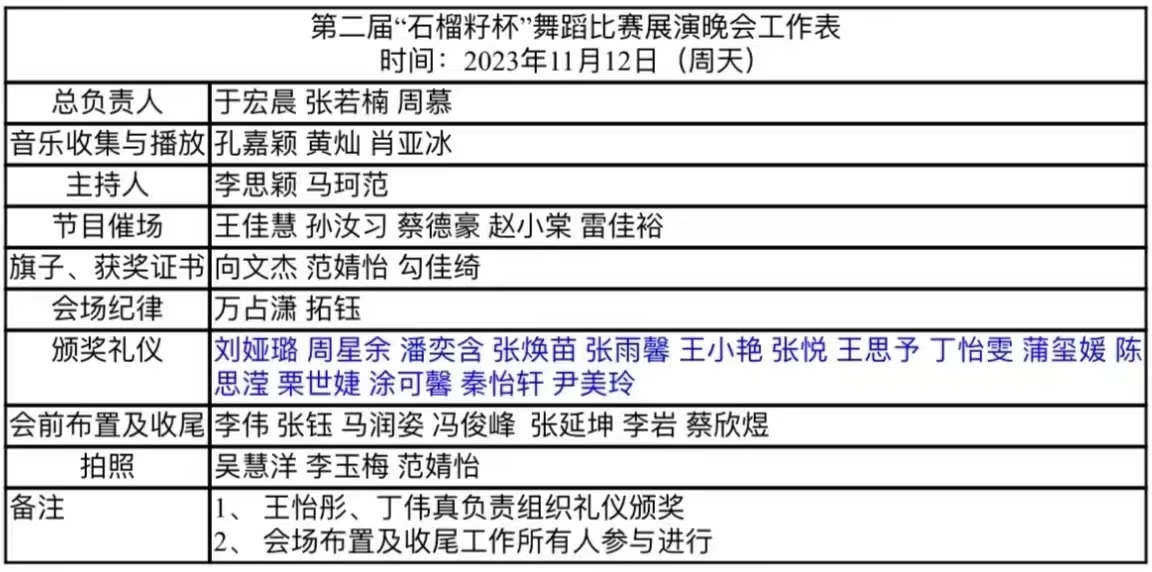 第二届“石榴籽杯”舞蹈比赛展演晚会工作表
时间：2023年11月12日（周天）
总负责人 于宏晨 张若楠 周慕
音乐收集与播放 孔嘉颖 黄灿 肖亚冰
主持人 李思颖 马珂范
节目催场 王佳慧 孙汝习 蔡德豪 赵小棠 雷佳裕
旗子、获奖证书 向文杰 范婧怡 勾佳绮
会场纪律 万占潇 拓钰
颁奖礼仪 刘娅璐 周星余 潘奕含 张焕苗 张雨馨 王小艳 张悦 王思予 丁怡雯 蒲玺媛 陈
思滢 栗世婕 涂可馨 秦怡轩 尹美玲
会前布置及收尾 李伟 张钰 马润姿 冯俊峰 张延坤 李岩 蔡欣煜
拍照 吴慧洋 李玉梅 范婧怡
备注 1、 王怡彤、丁伟真负责组织礼仪颁奖
2、 会场布置及收尾工作所有人参与进行